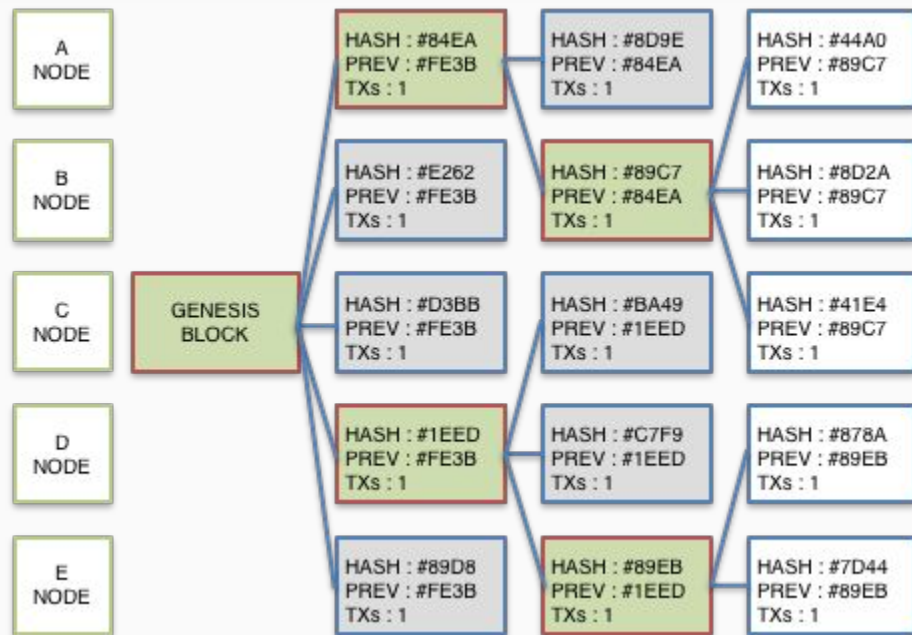 A
NODE
HASH : #84EA
PREV : #FE3B
TXs : 1
HASH : #8D9E
PREV : #84EA
TXs : 1
HASH : #44A0
PREV : #89C7
TXs : 1
B
NODE
HASH : #E262
PREV : #FE3B
TXs : 1
HASH : #89C7
PREV : #84EA
TXs : 1
HASH : #8D2A
PREV : #89C7
TXs : 1
C
NODE
GENESIS
BLOCK
HASH : #D3BB
PREV : #FE3B
TXs : 1
HASH : #BA49
PREV : #1EED
TXs : 1
HASH : #41E4
PREV : #89C7
TXs : 1
D
NODE
HASH : #1EED
PREV : #FE3B
TXs : 1
HASH : #C7F9
PREV : #1EED
TXs : 1
HASH : #878A
PREV : #89EB
TXs : 1
E
NODE
HASH : #89D8
PREV : #FE3B
TXs : 1
HASH : #89EB
PREV : #1EED
TXs : 1
HASH : #7D44
PREV : #89EB
TXs : 1